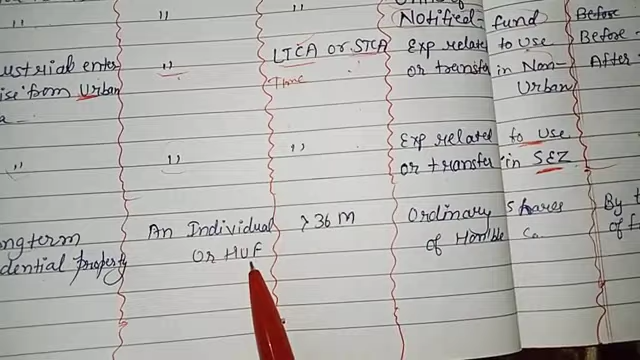 " " " Notified fund Before
LTCA or STCA Exp related to use Before -
ustrial enter " or transfer in Non- After -
ise from Urban Time Urban
a -
Exp related to use
" " " or transfer in SEZ
ongterm An Individual > 36 M Ordinary Shares By t
dential property Or HUF of Co. of f